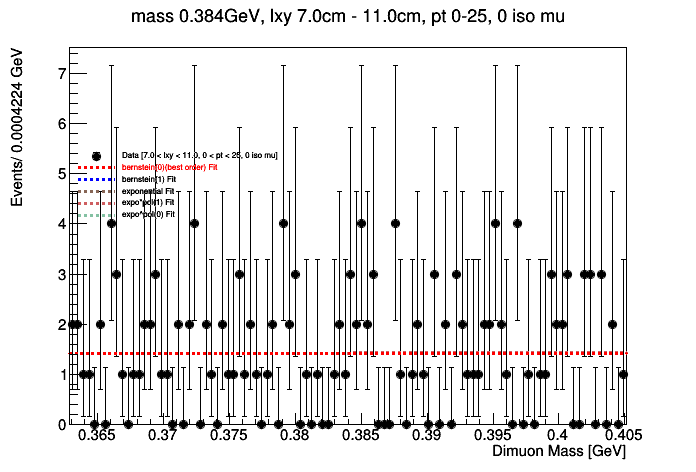 mass 0.384GeV, lxy 7.0cm - 11.0cm, pt 0-25, 0 iso mu
Events/ 0.0004224 GeV
7
6
5
4
3
2
1
0
Data [7.0 < lxy < 11.0, 0 < pt < 25, 0 iso mu]
bernstein[0](best order) Fit
bernstein(1) Fit
exponential Fit
expo*pol(1) Fit
expo^pol(0) Fit
0.365 0.37 0.375 0.38 0.385 0.39 0.395 0.4 0.405
Dimuon Mass [GeV]